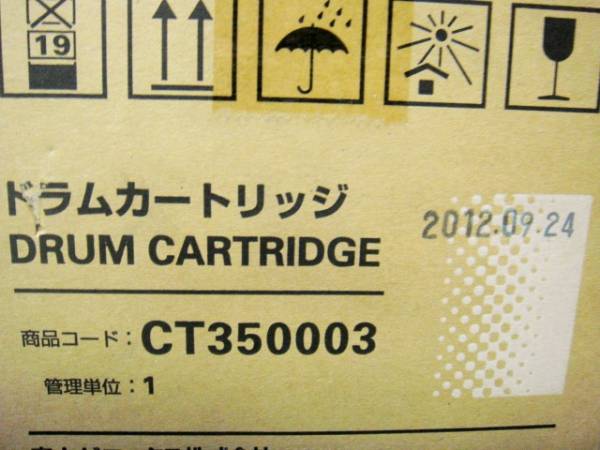 19
ドラムカートリッジ
2012.09.24
DRUM CARTRIDGE
商品コード：CT350003
管理単位：1